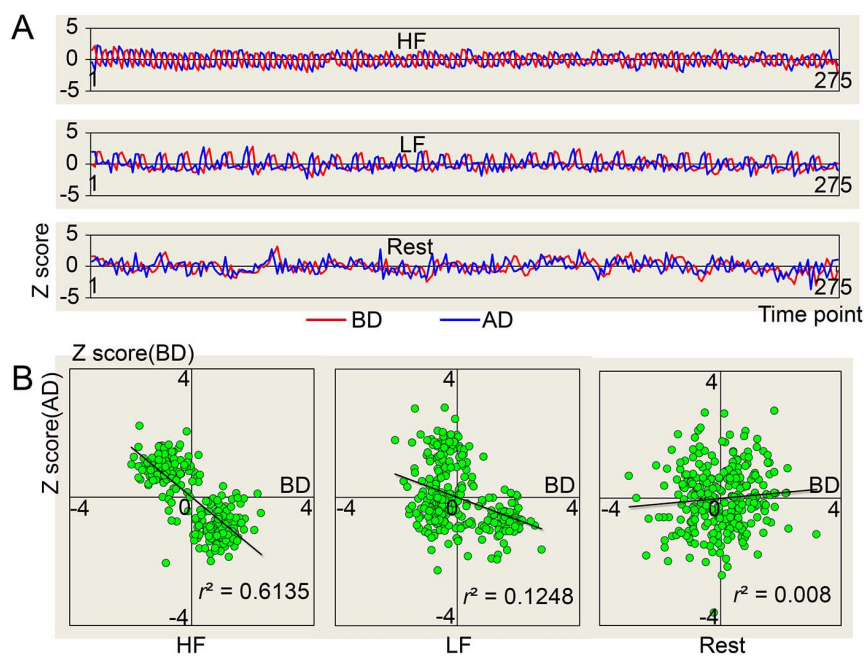 A
5
HF
0
1
275
-5
5
LF
0
1
275
-5
Z score
5
Rest
0
1
275
-5
BD
AD
Time point
B
Z score(BD)
Z score(AD)
4
4
4
BD
BD
BD
-4
0
4
-4
0
4
-4
0
4
r² = 0.6135
r² = 0.1248
r² = 0.008
-4
-4
-4
HF
LF
Rest